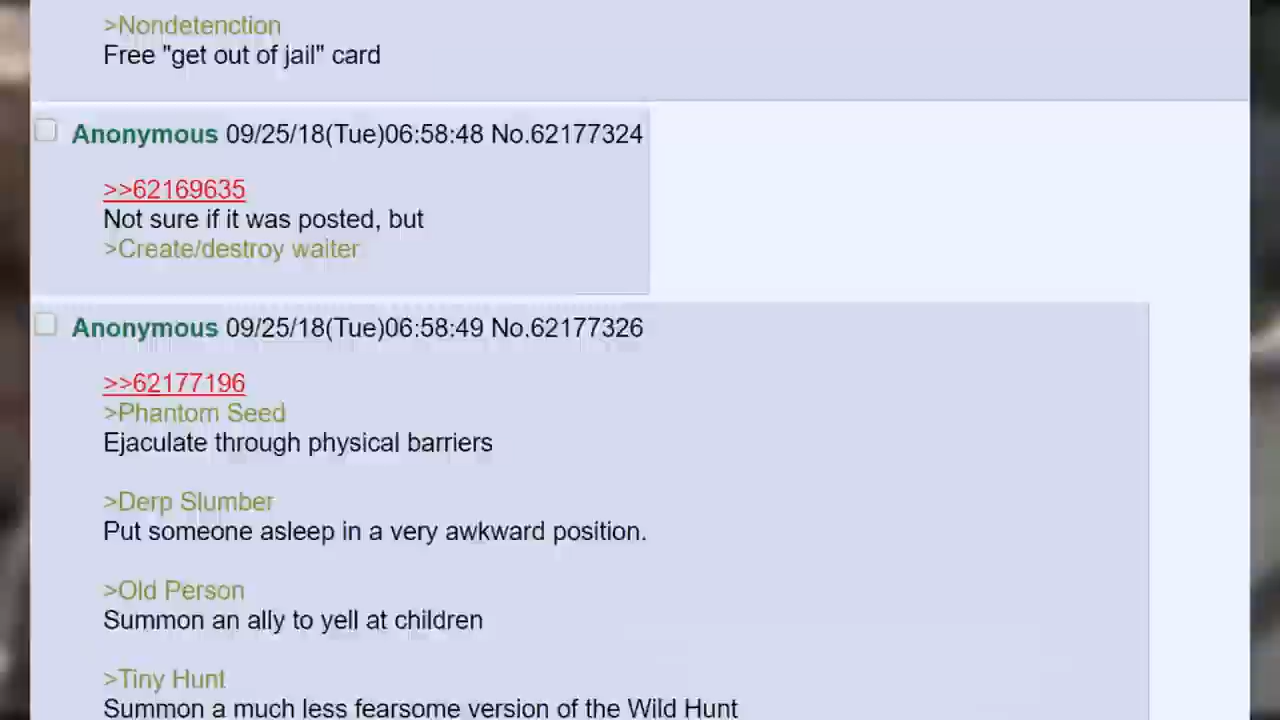 >Nondetenction
Free "get out of jail" card
Anonymous 09/25/18(Tue)06:58:48 No.62177324
>>62169635
Not sure if it was posted, but
>Create/destroy waiter
Anonymous 09/25/18(Tue)06:58:49 No.62177326
>>62177196
>Phantom Seed
Ejaculate through physical barriers
>Derp Slumber
Put someone asleep in a very awkward position.
>Old Person
Summon an ally to yell at children
>Tiny Hunt
Summon a much less fearsome version of the Wild Hunt